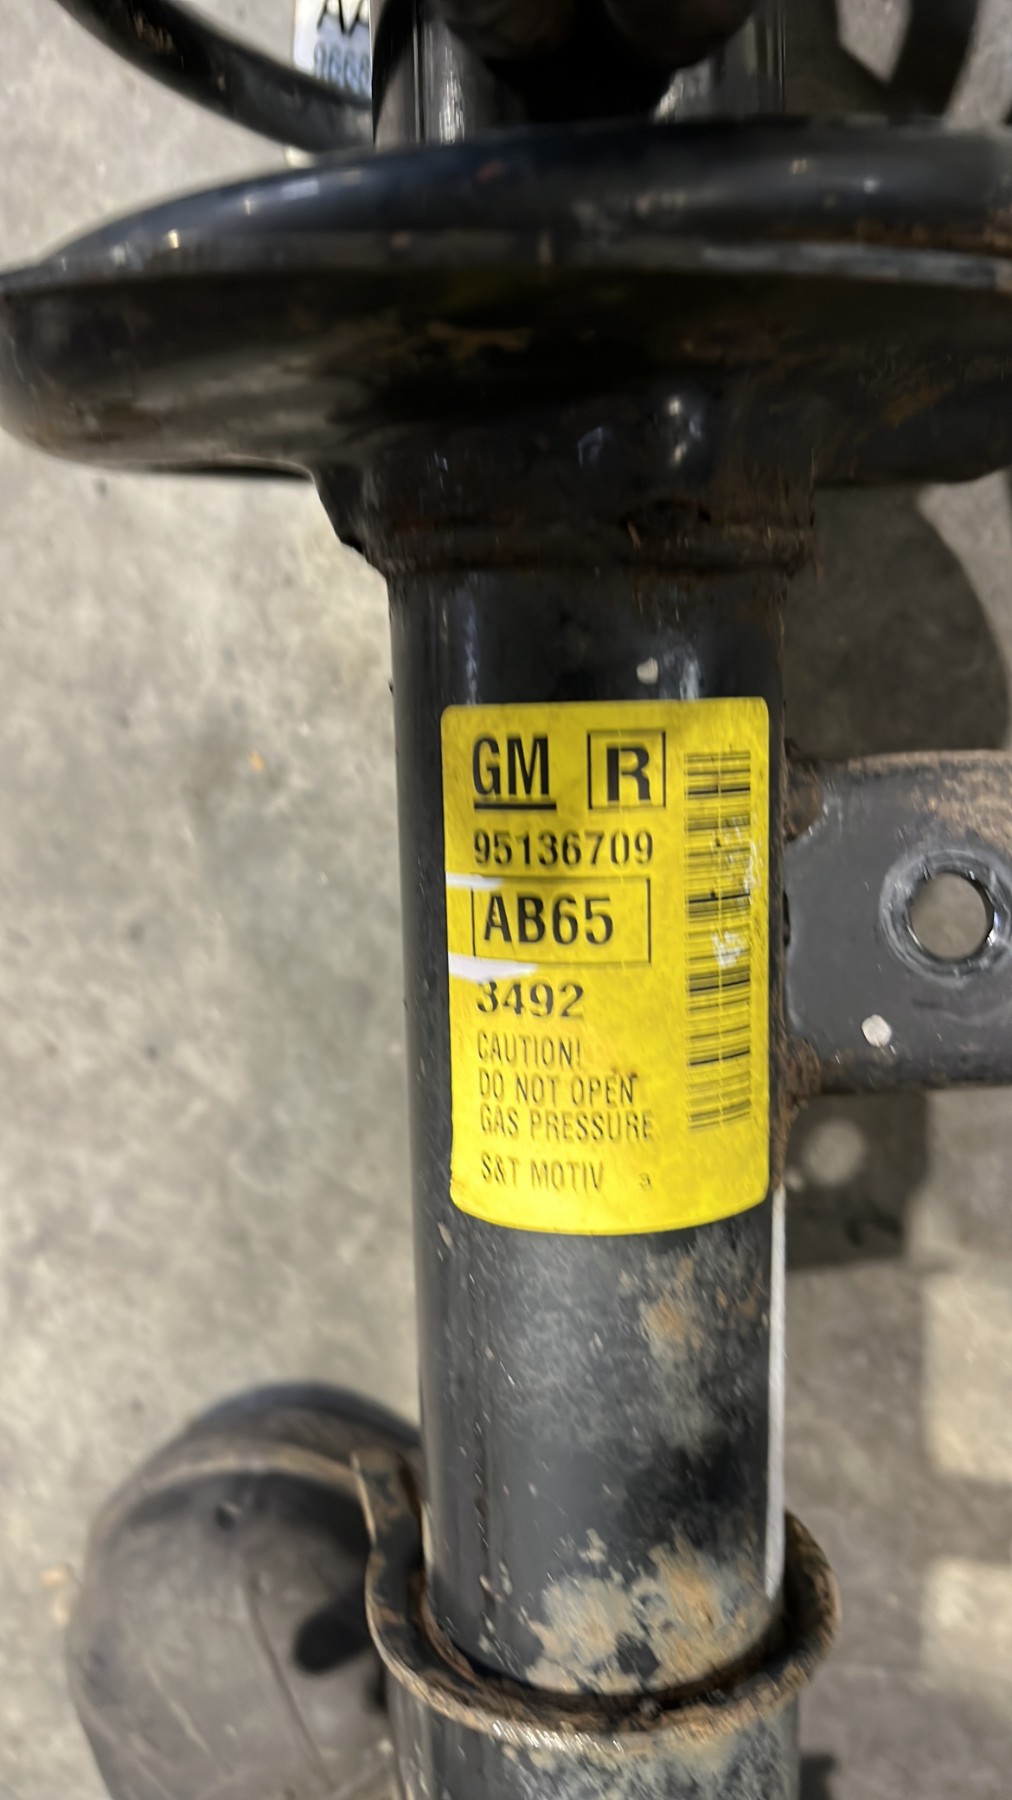 GM R
95136709
AB65
3492
CAUTION!
DO NOT OPEN
GAS PRESSURE
S&T MOTIV a